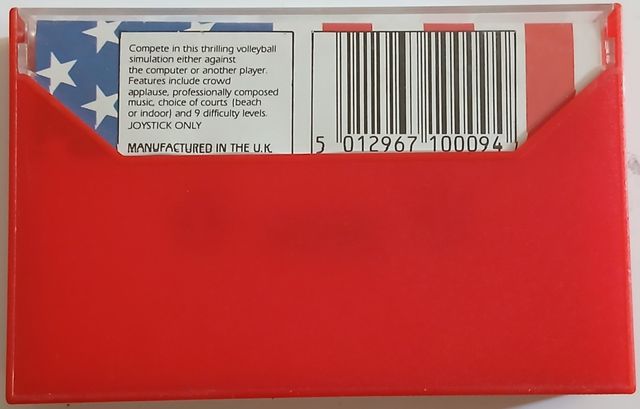 Compete in this thrilling volleyball
simulation either against
the computer or another player.
Features include crowd
applause, professionally composed
music, choice of courts (beach
or indoor) and 9 difficulty levels.
JOYSTICK ONLY
MANUFACTURED IN THE U.K.
5 012967 100094